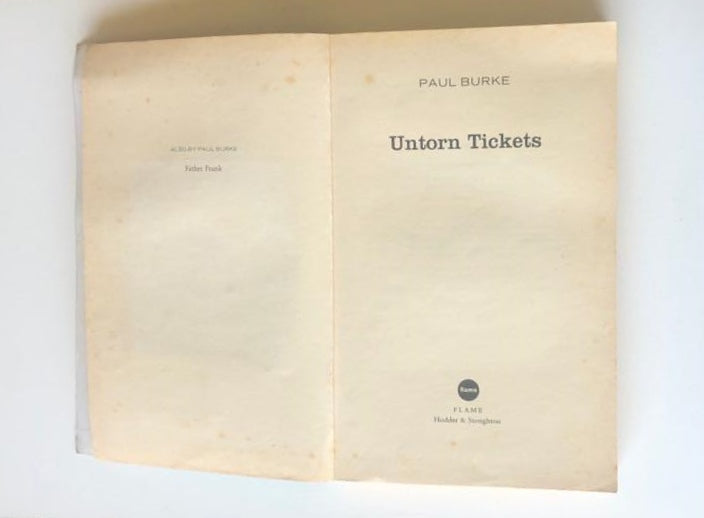 ALSO BY PAUL BURKE
Father Frank
PAUL BURKE
Untorn Tickets
flame
FLAME
Hodder & Stoughton